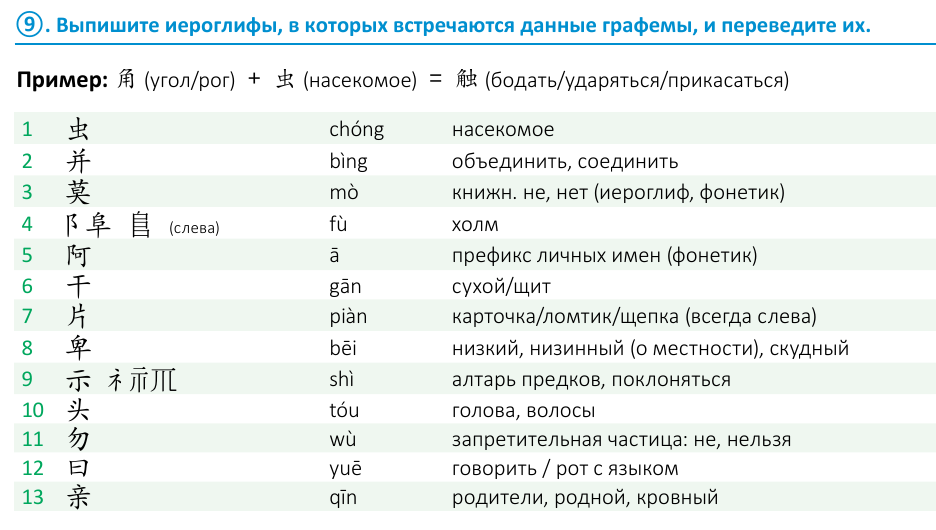 ⑨. Выпишите иероглифы, в которых встречаются данные графемы, и переведите их.
Пример: 角 (угол/рог) + 虫 (насекомое) = 触 (бодать/ударяться/прикасаться)
1 虫 chóng насекомое
2 并 bìng объединить, соединить
3 莫 mò книжн. не, нет (иероглиф, фонетик)
4 阝阜 𠂤 (слева) fù холм
5 阿 ā префикс личных имен (фонетик)
6 干 gān сухой/щит
7 片 piàn карточка/ломтик/щепка (всегда слева)
8 卑 bēi низкий, низинный (о местности), скудный
9 示 礻 shì алтарь предков, поклоняться
10 头 tóu голова, волосы
11 勿 wù запретительная частица: не, нельзя
12 曰 yuē говорить / рот с языком
13 亲 qīn родители, родной, кровный